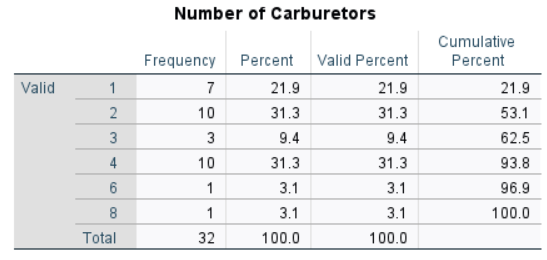 Number of Carburetors
Frequency Percent Valid Percent Cumulative Percent
Valid 1 7 21.9 21.9 21.9
2 10 31.3 31.3 53.1
3 3 9.4 9.4 62.5
4 10 31.3 31.3 93.8
6 1 3.1 3.1 96.9
8 1 3.1 3.1 100.0
Total 32 100.0 100.0